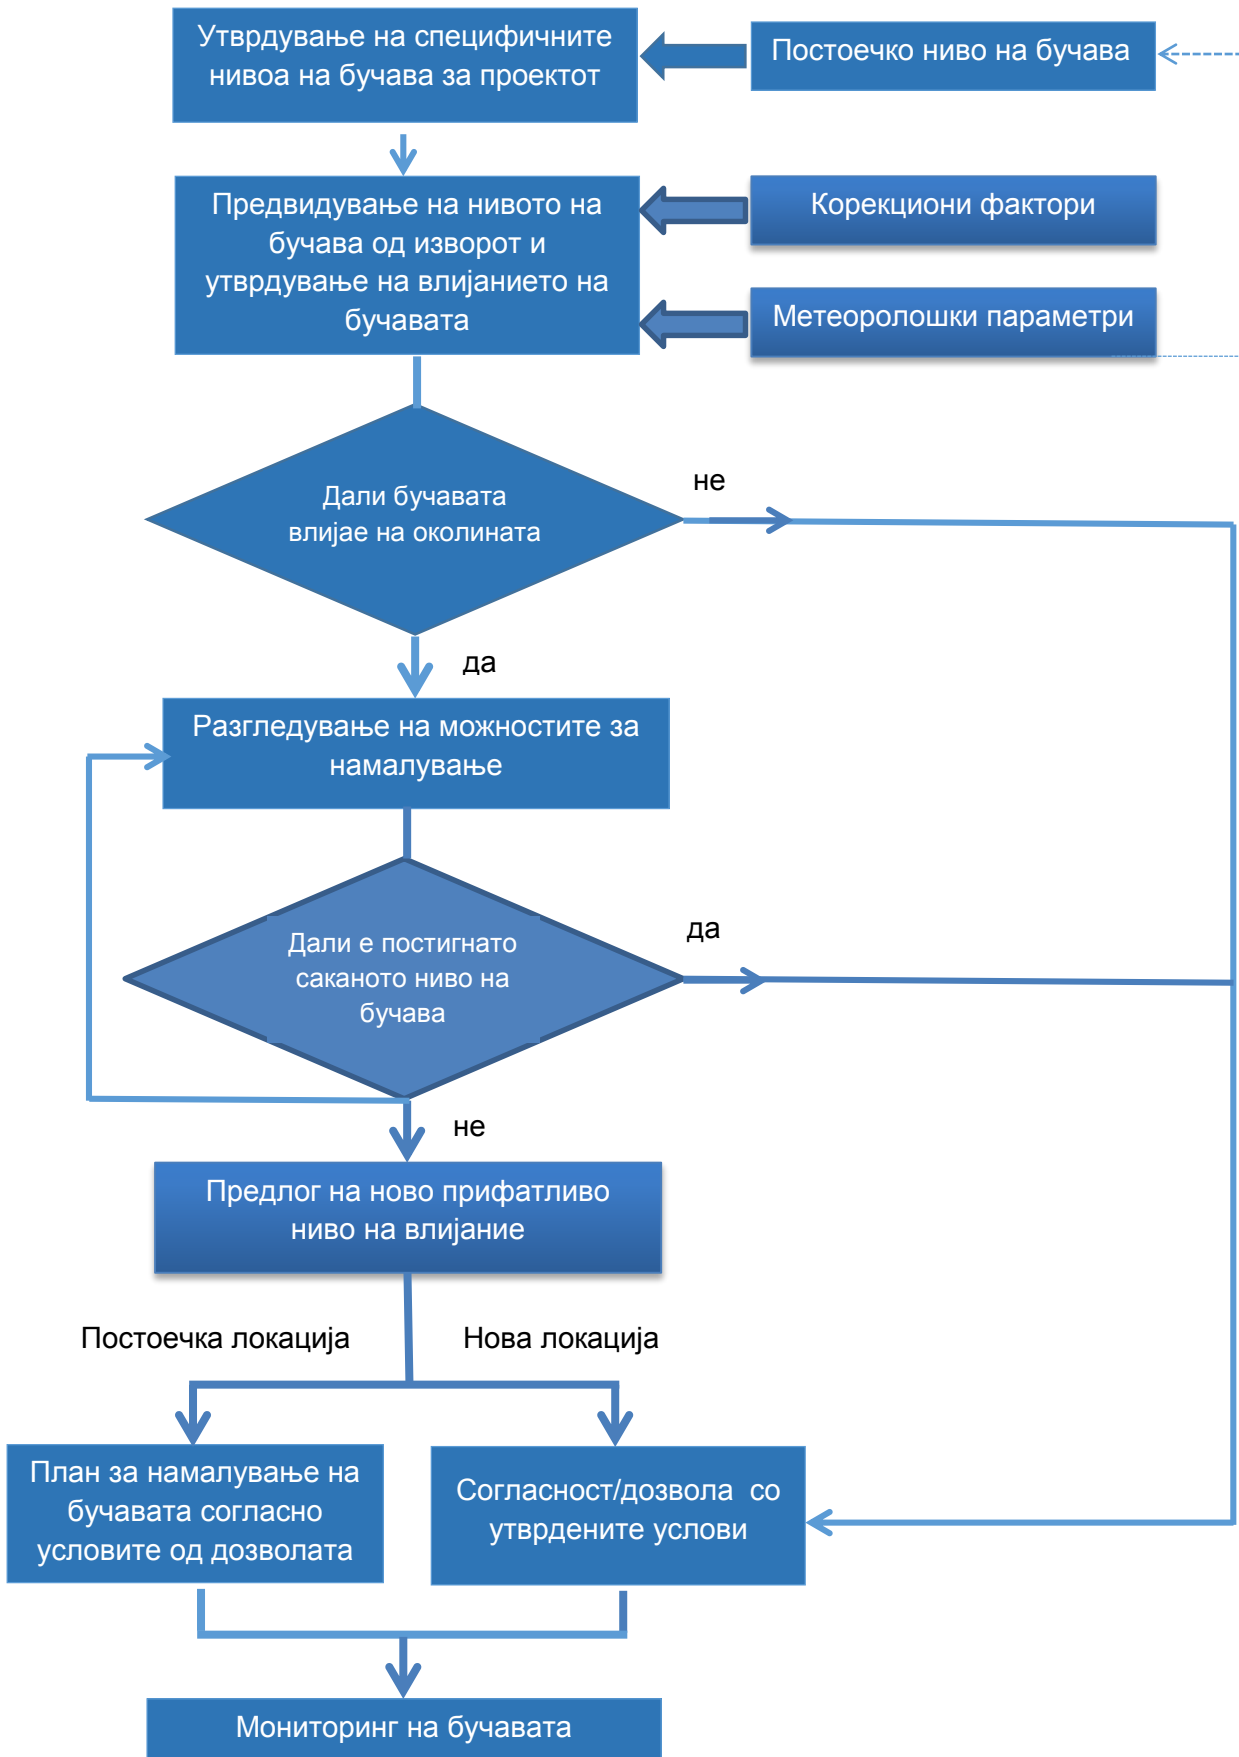 Утврдување на специфичните
нивоа на бучава за проектот
Постоечко ниво на бучава
Предвидување на нивото на
бучава од изворот и
утврдување на влијанието на
бучавата
Корекциони фактори
Метеоролошки параметри
Дали бучавата
влијае на околината
не
да
Разгледување на можностите за
намалување
Дали е постигнато
саканото ниво на
бучава
да
не
Предлог на ново прифатливо
ниво на влијание
Постоечка локација
Нова локација
План за намалување на
бучавата согласно
условите од дозволата
Согласност/дозвола со
утврдените услови
Мониторинг на бучавата